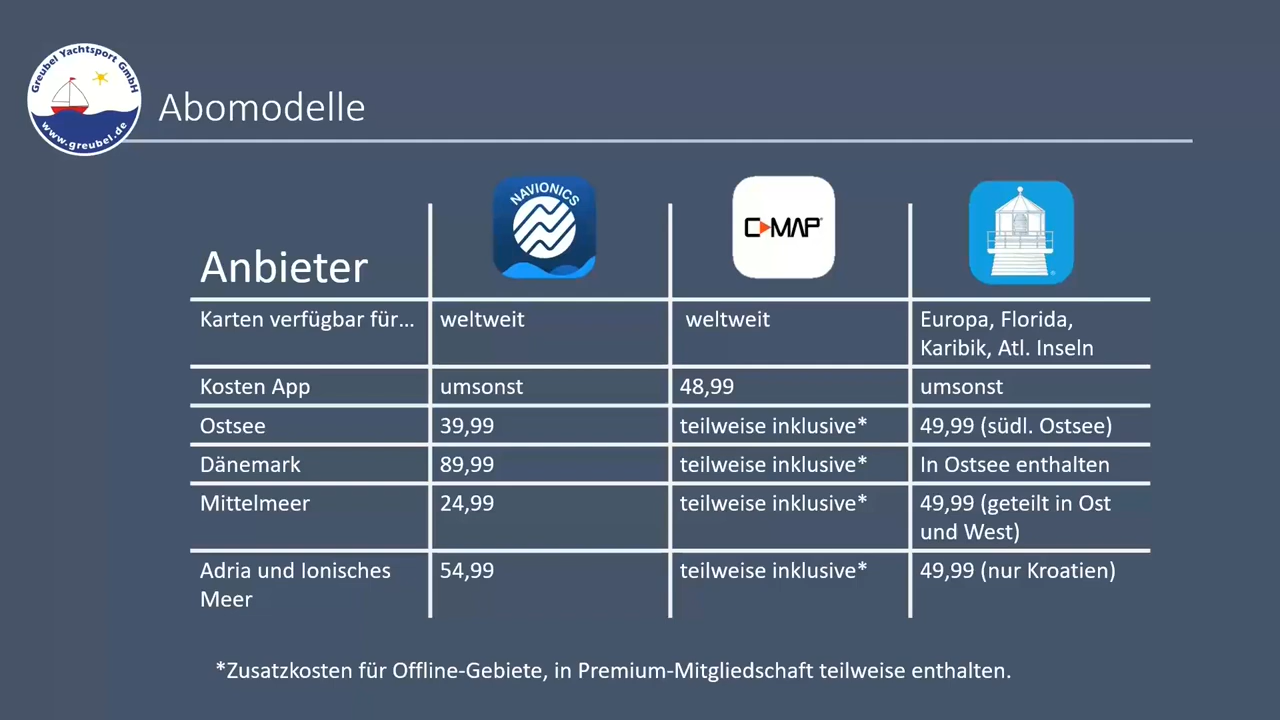 Greubel Yachtsport GmbH
www.greubel.de
Abomodelle
Anbieter
NAVIONICS
C-MAP
Karten verfügbar für…
weltweit
weltweit
Europa, Florida,
Karibik, Atl. Inseln
Kosten App
umsonst
48,99
umsonst
Ostsee
39,99
teilweise inklusive*
49,99 (südl. Ostsee)
Dänemark
89,99
teilweise inklusive*
In Ostsee enthalten
Mittelmeer
24,99
teilweise inklusive*
49,99 (geteilt in Ost
und West)
Adria und Ionisches
Meer
54,99
teilweise inklusive*
49,99 (nur Kroatien)
*Zusatzkosten für Offline-Gebiete, in Premium-Mitgliedschaft teilweise enthalten.